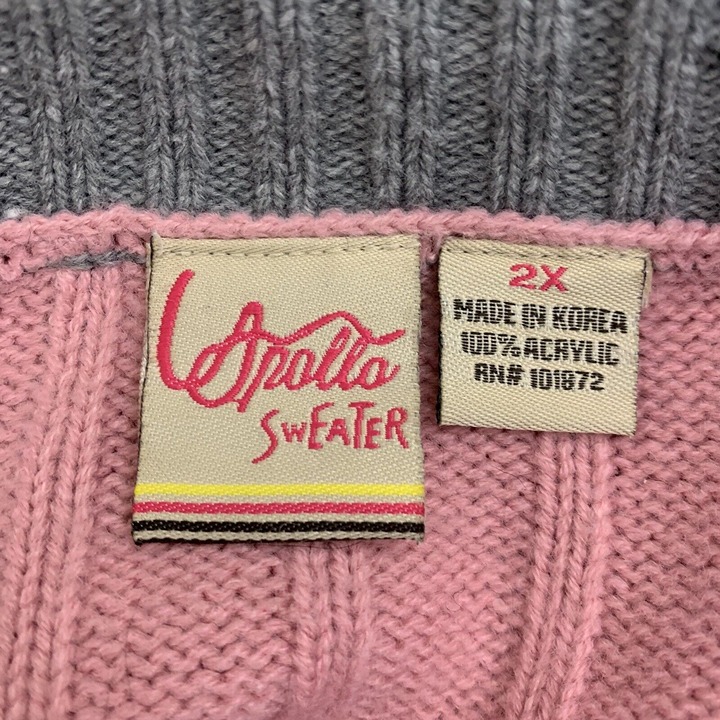 Apollo
SWEATER
2X
MADE IN KOREA
100% ACRYLIC
RN# 101872